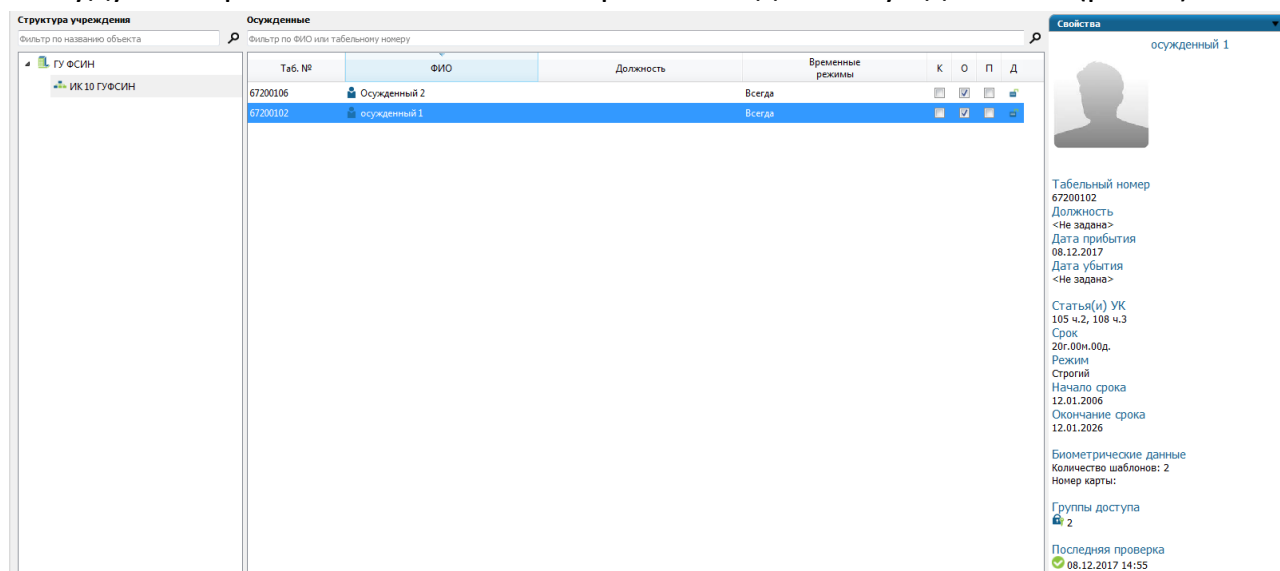 Структура учреждения
Фильтр по названию объекта
ГУ ФСИН
ИК 10 ГУФСИН
Осужденные
Фильтр по ФИО или табельному номеру
Таб. № ФИО Должность Временные режимы К О П Д
67200106 Осужденный 2 Всегда
67200102 осужденный 1 Всегда
Свойства
осужденный 1
Табельный номер
67200102
Должность
<Не задана>
Дата прибытия
08.12.2017
Дата убытия
<Не задана>
Статья(и) УК
105 ч.2, 108 ч.3
Срок
20г.00м.00д.
Режим
Строгий
Начало срока
12.01.2006
Окончание срока
12.01.2026
Биометрические данные
Количество шаблонов: 2
Номер карты:
Группы доступа
2
Последняя проверка
08.12.2017 14:55